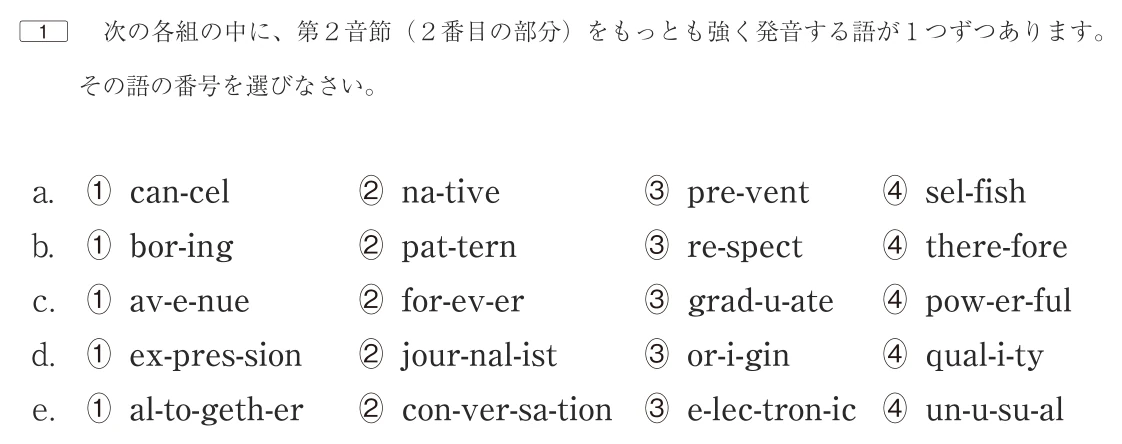 1 次の各組の中に、第２音節（２番目の部分）をもっとも強く発音する語が１つずつあります。
その語の番号を選びなさい。
a. ① can-cel ② na-tive ③ pre-vent ④ sel-fish
b. ① bor-ing ② pat-tern ③ re-spect ④ there-fore
c. ① av-e-nue ② for-ev-er ③ grad-u-ate ④ pow-er-ful
d. ① ex-pres-sion ② jour-nal-ist ③ or-i-gin ④ qual-i-ty
e. ① al-to-geth-er ② con-ver-sa-tion ③ e-lec-tron-ic ④ un-u-su-al